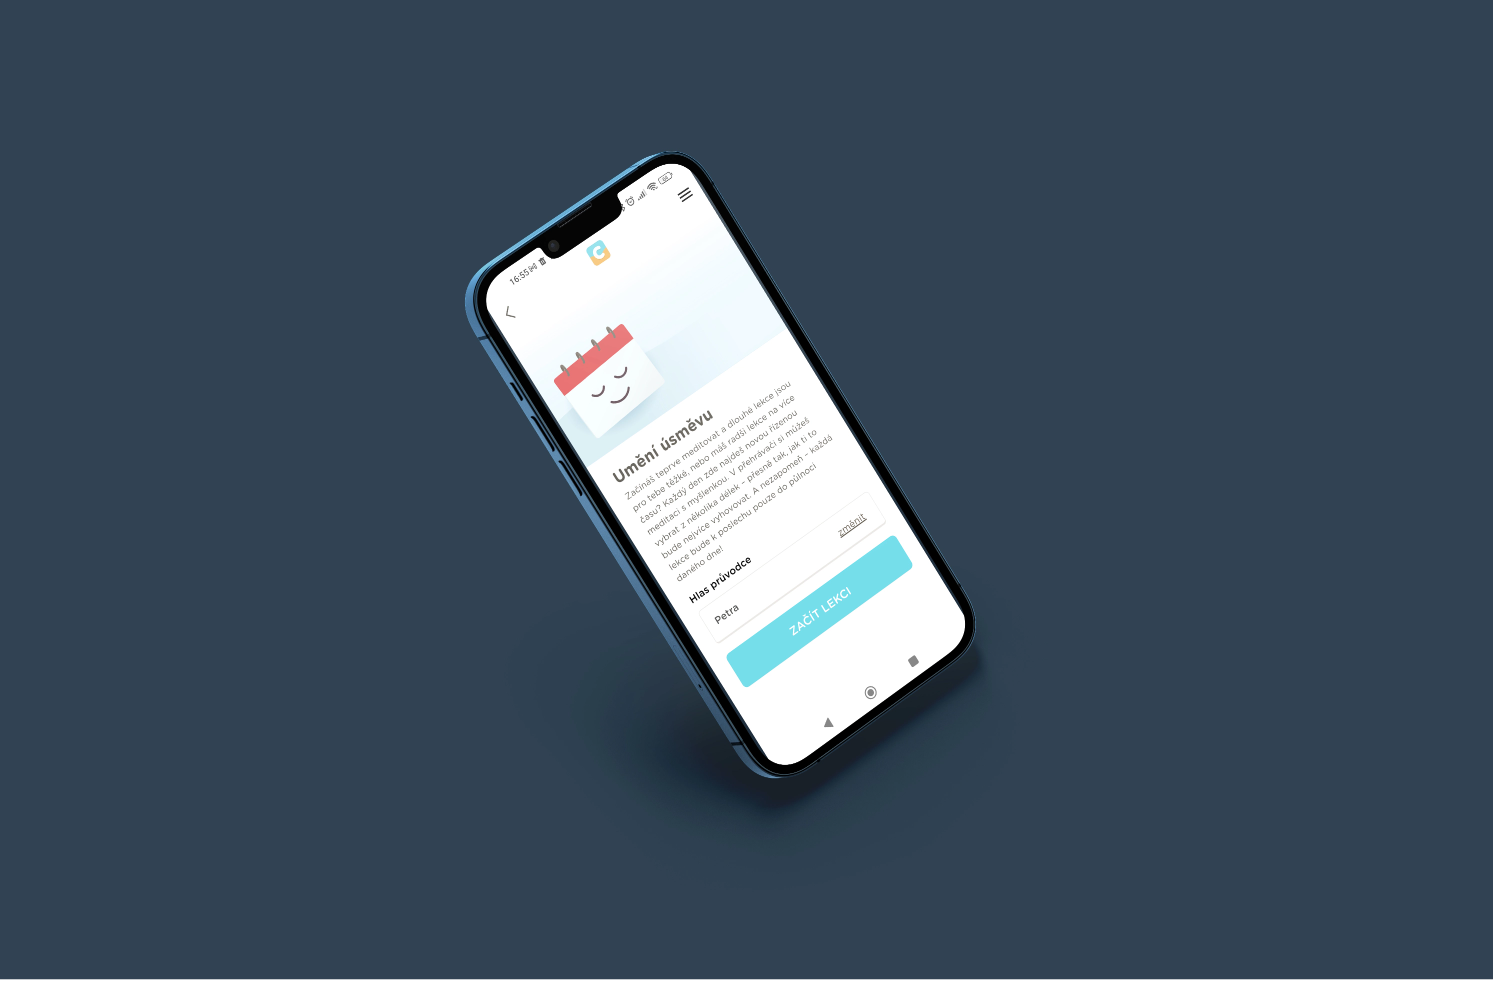 16:55
Umění úsměvu
Začínáš teprve meditovat a dlouhé lekce jsou
pro tebe těžké, nebo máš radši lekce na více
času? Každý den zde najdeš novou řízenou
meditaci s myšlenkou. V přehrávači si můžeš
vybrat z několika délek – přesně tak, jak ti to
bude nejvíce vyhovovat. A nezapomeň – každá
lekce bude k poslechu pouze do půlnoci
daného dne!
Hlas průvodce
Petra
změnit
ZAČÍT LEKCI